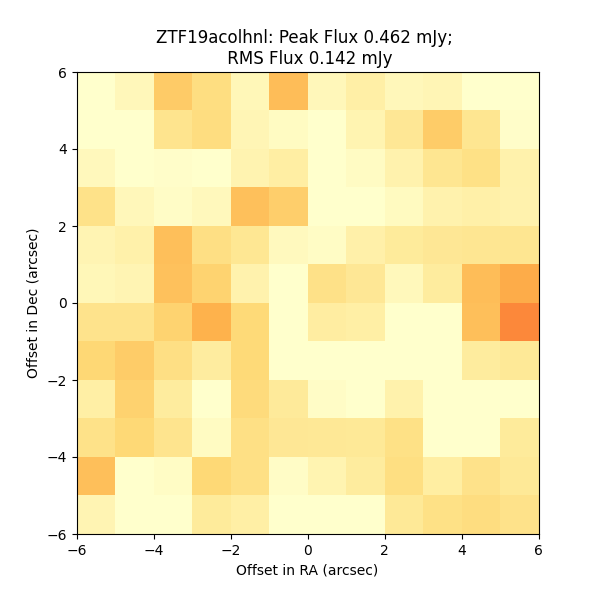 ZTF19acolhnl: Peak Flux 0.462 mJy;
RMS Flux 0.142 mJy
6
4
2
0
−2
−4
−6
Offset in Dec (arcsec)
−6 −4 −2 0 2 4 6
Offset in RA (arcsec)